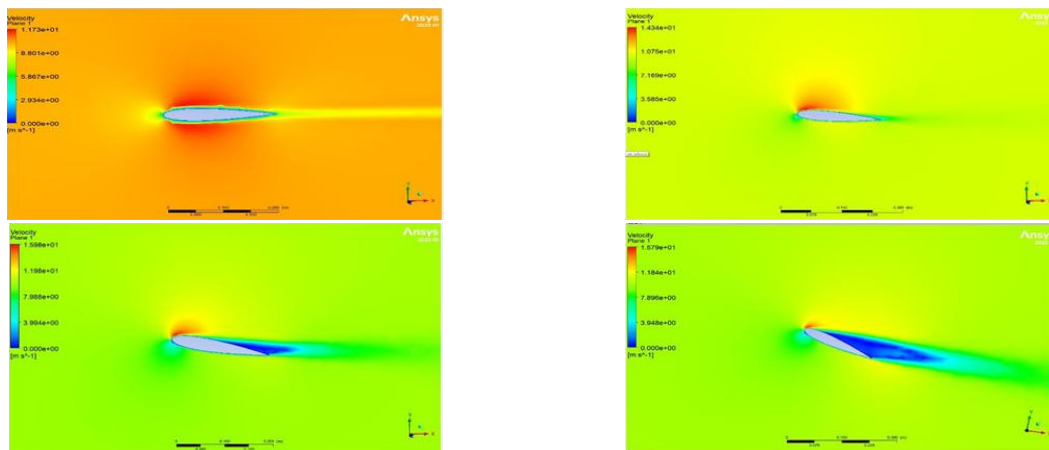 Velocity
Plane 1
1.173e+01
8.801e+00
5.867e+00
2.934e+00
0.000e+00
[m s^-1]
Ansys
Velocity
Plane 1
1.434e+01
1.075e+01
7.169e+00
3.585e+00
0.000e+00
[m s^-1]
Ansys
Velocity
Plane 1
1.598e+01
1.198e+01
7.988e+00
3.994e+00
0.000e+00
[m s^-1]
Ansys
Velocity
Plane 1
1.579e+01
1.184e+01
7.896e+00
3.948e+00
0.000e+00
[m s^-1]
Ansys